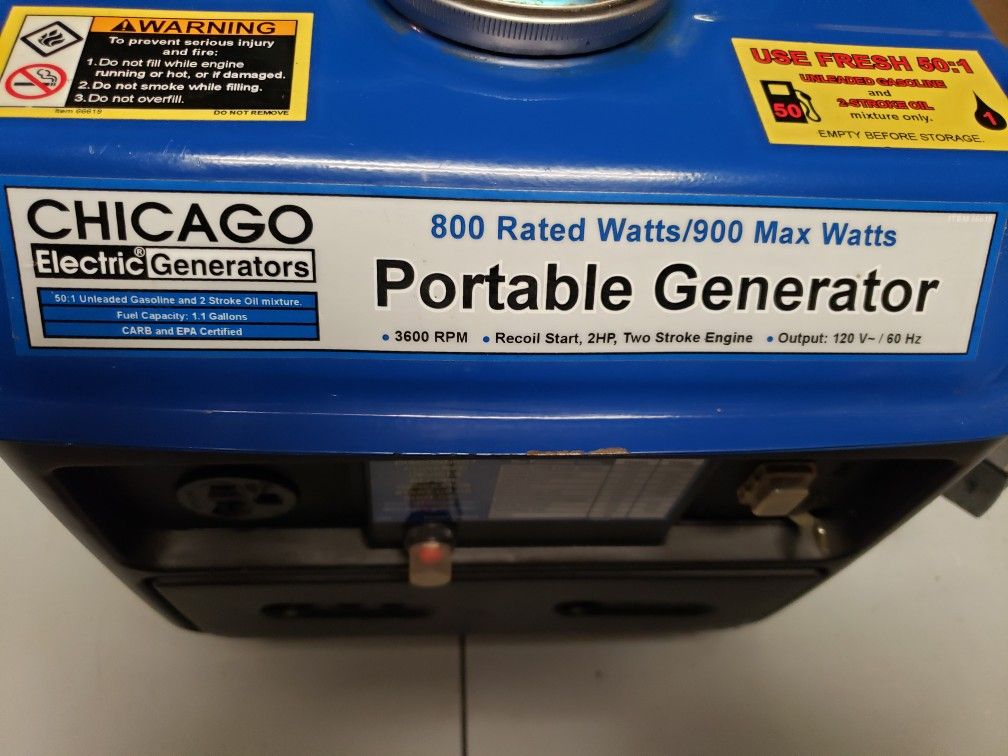 WARNING
To prevent serious injury
and fire:
1. Do not fill while engine
running or hot, or if damaged.
2. Do not smoke while filling.
3. Do not overfill.
Item 66619
DO NOT REMOVE
USE FRESH 50:1
UNLEADED GASOLINE
and
2-STROKE OIL
mixture only.
50
1
EMPTY BEFORE STORAGE.
CHICAGO
Electric® Generators
50:1 Unleaded Gasoline and 2 Stroke Oil mixture.
Fuel Capacity: 1.1 Gallons
CARB and EPA Certified
800 Rated Watts/900 Max Watts
Portable Generator
• 3600 RPM • Recoil Start, 2HP, Two Stroke Engine • Output: 120 V~ / 60 Hz